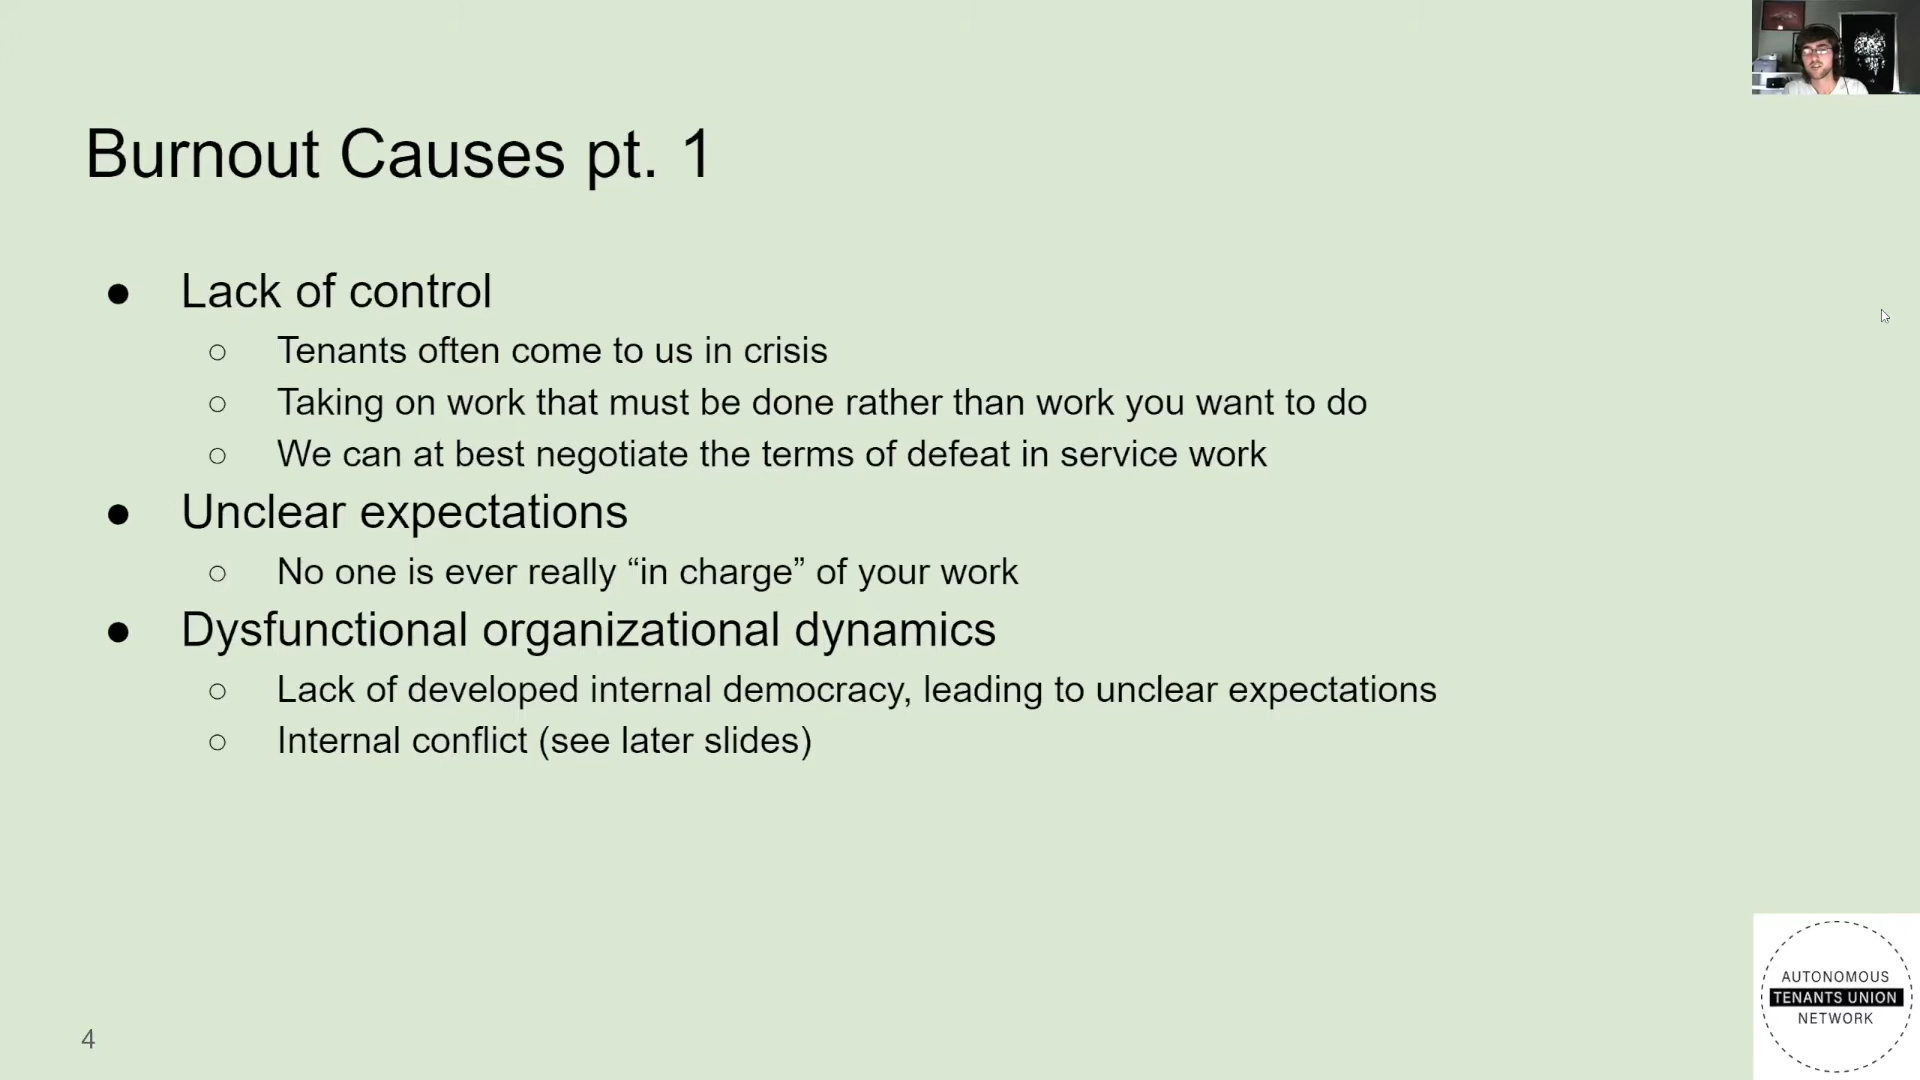 Burnout Causes pt. 1
● Lack of control
○ Tenants often come to us in crisis
○ Taking on work that must be done rather than work you want to do
○ We can at best negotiate the terms of defeat in service work
● Unclear expectations
○ No one is ever really “in charge” of your work
● Dysfunctional organizational dynamics
○ Lack of developed internal democracy, leading to unclear expectations
○ Internal conflict (see later slides)
4
AUTONOMOUS
TENANTS UNION
NETWORK